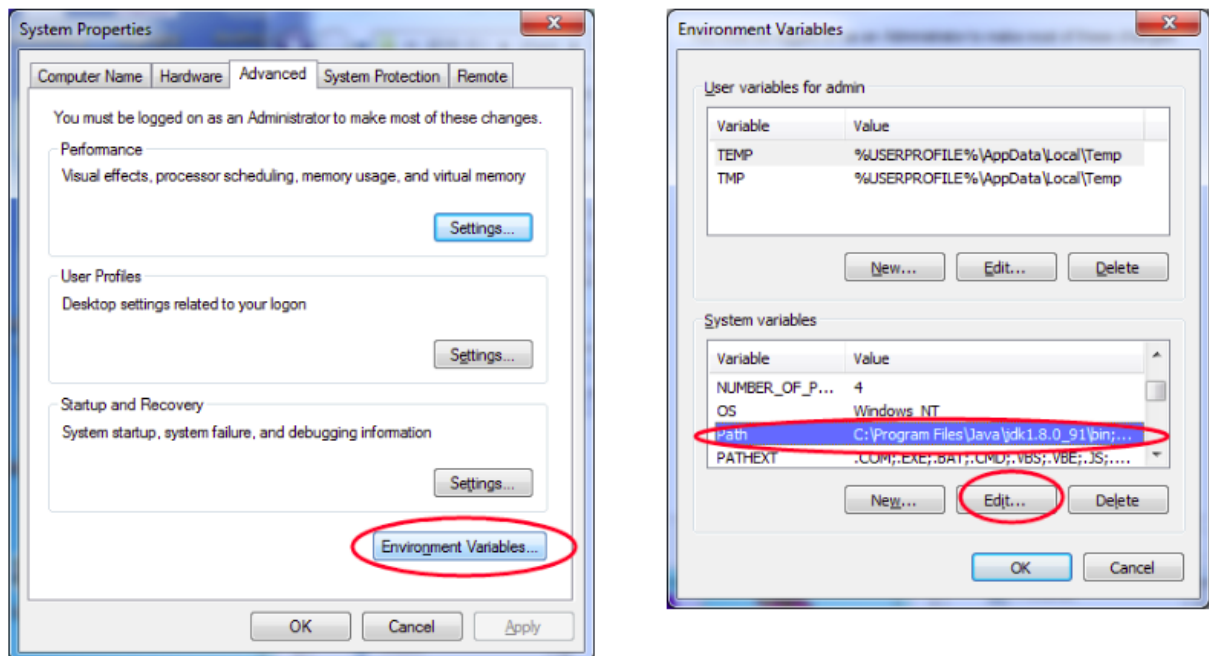 System Properties
Computer Name Hardware Advanced System Protection Remote
You must be logged on as an Administrator to make most of these changes.
Performance
Visual effects, processor scheduling, memory usage, and virtual memory
Settings...
User Profiles
Desktop settings related to your logon
Settings...
Startup and Recovery
System startup, system failure, and debugging information
Settings...
Environment Variables...
OK Cancel Apply
Environment Variables
User variables for admin
Variable Value
TEMP %USERPROFILE%\AppData\Local\Temp
TMP %USERPROFILE%\AppData\Local\Temp
New... Edit... Delete
System variables
Variable Value
NUMBER_OF_P... 4
OS Windows_NT
Path C:\Program Files\Java\jdk1.8.0_91\bin;...
PATHEXT .COM;.EXE;.BAT;.CMD;.VBS;.VBE;.JS;....
New... Edit... Delete
OK Cancel